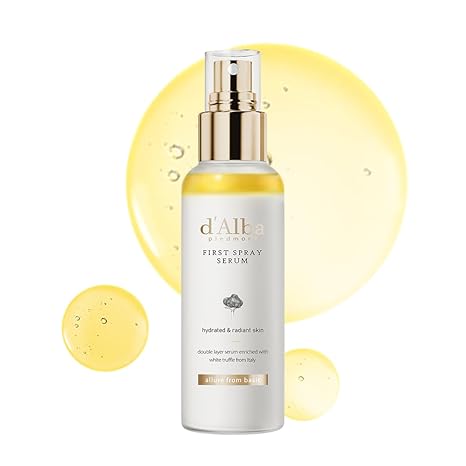 d'Alba
piedmont
FIRST SPRAY
SERUM
hydrated & radiant skin
double layer serum enriched with
white truffle from Italy
allure from basic